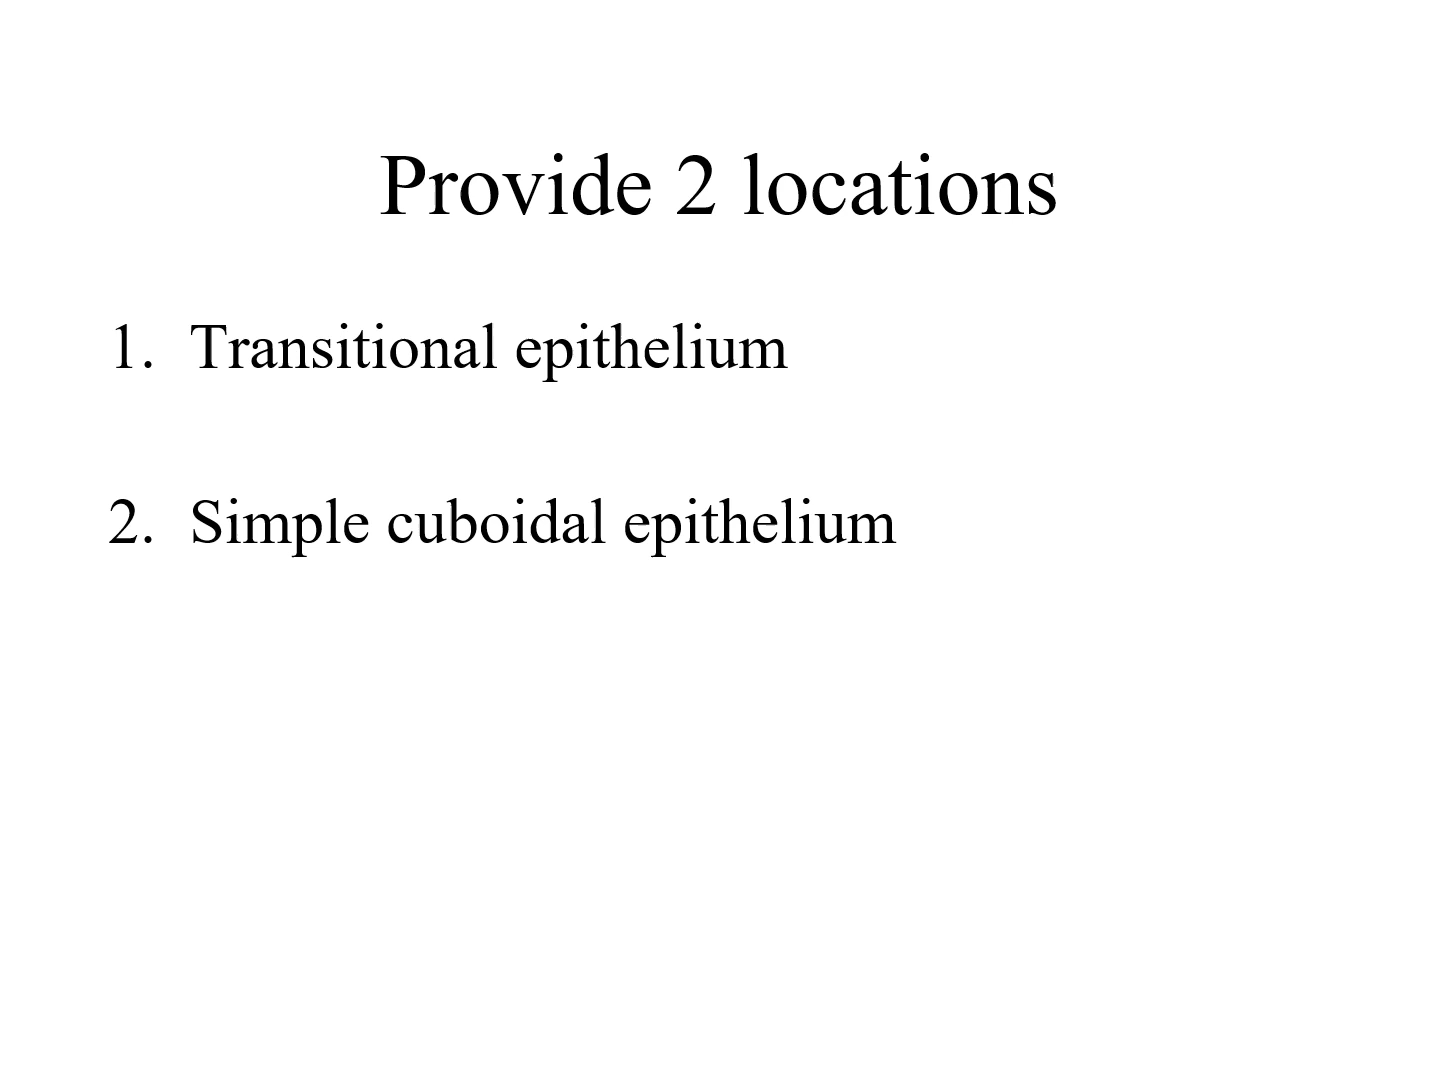 Provide 2 locations
1. Transitional epithelium
2. Simple cuboidal epithelium